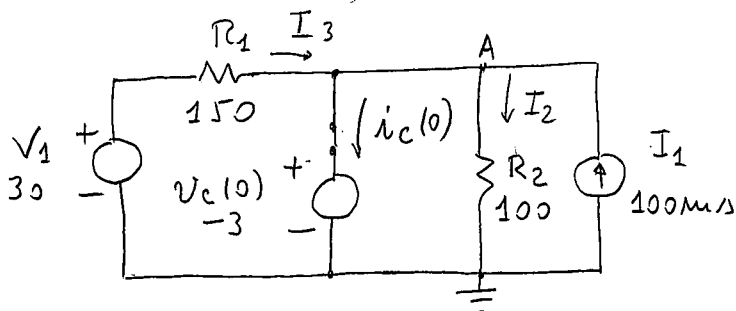 R1
I3
150
A
V1
+
30
−
ic(0)
vc(0)
+
−3
−
I2
R2
100
I1
100mA